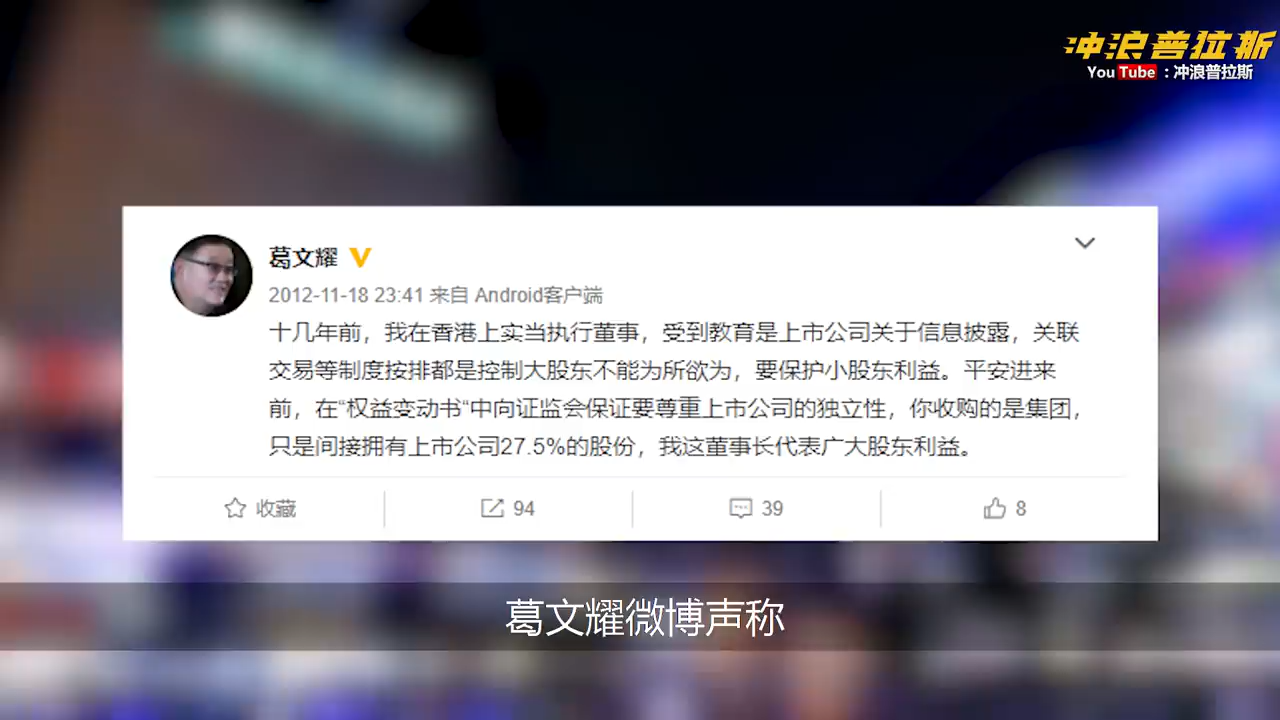 冲浪普拉斯
YouTube：冲浪普拉斯
葛文耀
2012-11-18 23:41 来自 Android客户端
十几年前，我在香港上实当执行董事，受到教育是上市公司关于信息披露，关联
交易等制度按排都是控制大股东不能为所欲为，要保护小股东利益。平安进来
前，在“权益变动书“中向证监会保证要尊重上市公司的独立性，你收购的是集团，
只是间接拥有上市公司27.5%的股份，我这董事长代表广大股东利益。
收藏 94 39 8
葛文耀微博声称